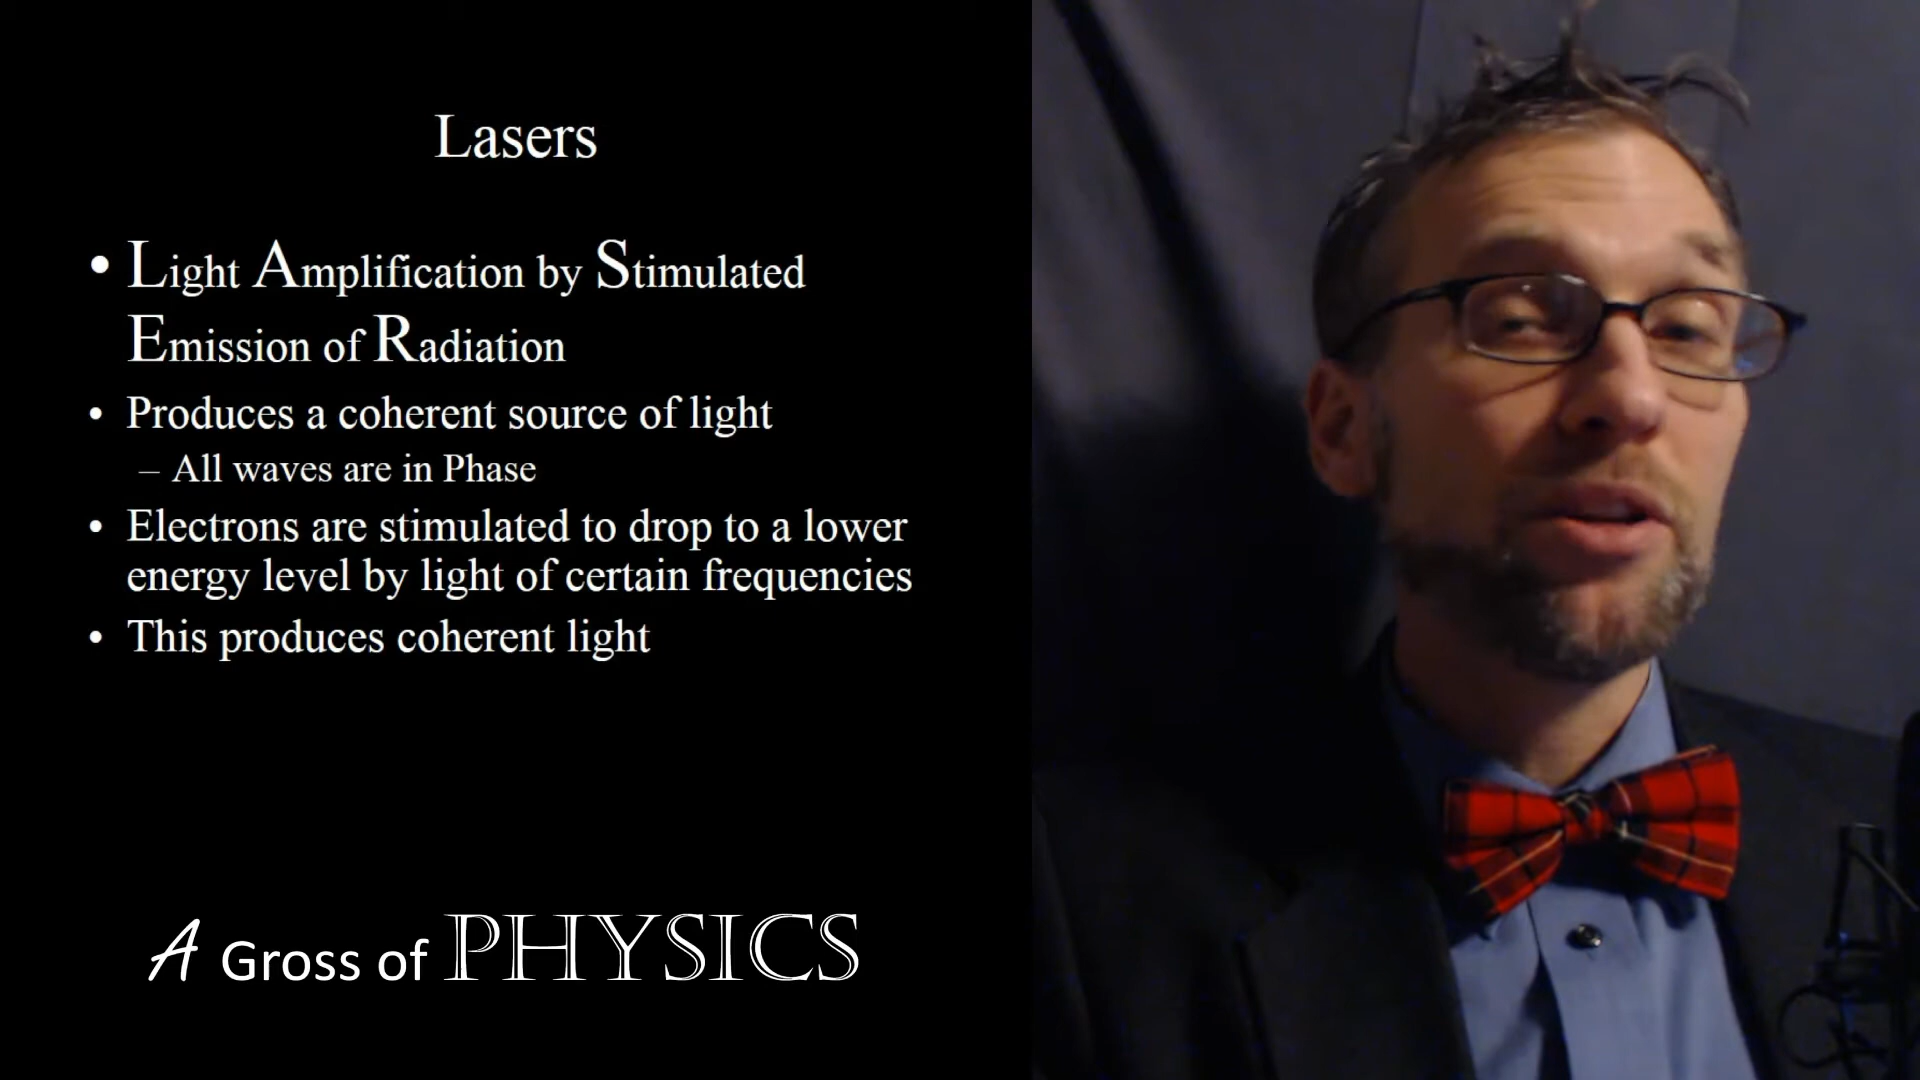 Lasers
• Light Amplification by Stimulated
Emission of Radiation
• Produces a coherent source of light
– All waves are in Phase
• Electrons are stimulated to drop to a lower
energy level by light of certain frequencies
• This produces coherent light
A Gross of PHYSICS